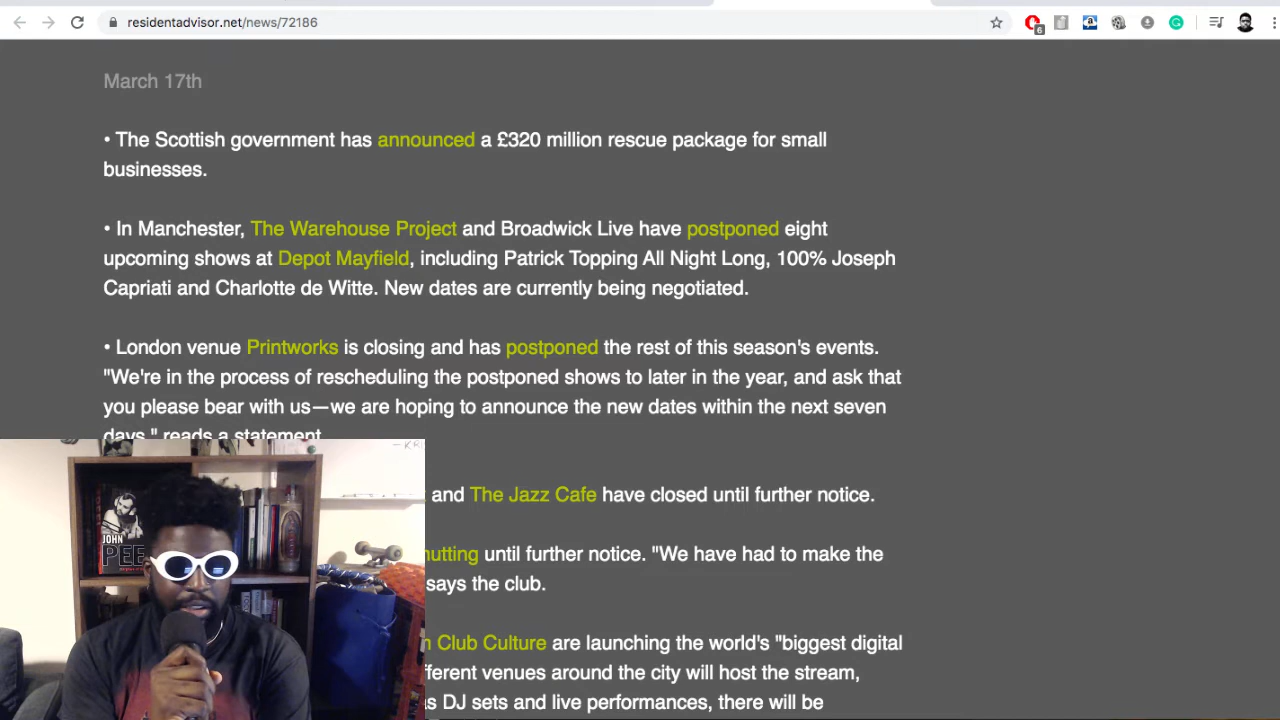 residentadvisor.net/news/72186
6
March 17th
• The Scottish government has announced a £320 million rescue package for small
businesses.
• In Manchester, The Warehouse Project and Broadwick Live have postponed eight
upcoming shows at Depot Mayfield, including Patrick Topping All Night Long, 100% Joseph
Capriati and Charlotte de Witte. New dates are currently being negotiated.
• London venue Printworks is closing and has postponed the rest of this season's events.
"We're in the process of rescheduling the postponed shows to later in the year, and ask that
you please bear with us—we are hoping to announce the new dates within the next seven
days," reads a statement.
and The Jazz Cafe have closed until further notice.
until further notice. "We have had to make the
says the club.
Club Culture are launching the world's "biggest digital
venues around the city will host the stream,
DJ sets and live performances, there will be
JOHN
PEE